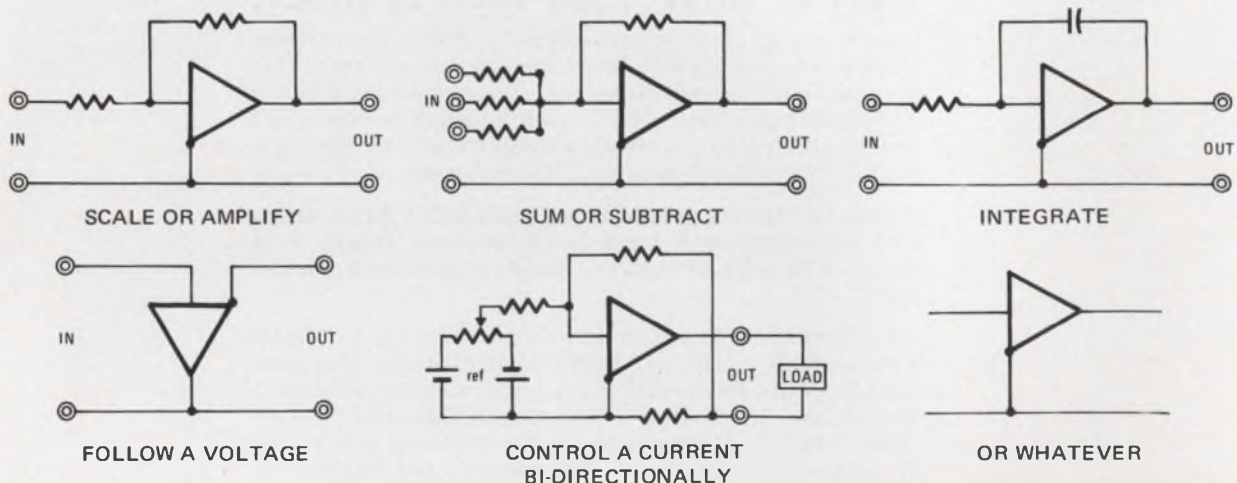 IN
OUT
SCALE OR AMPLIFY
IN
OUT
SUM OR SUBTRACT
IN
OUT
INTEGRATE
IN
OUT
FOLLOW A VOLTAGE
ref
OUT
LOAD
CONTROL A CURRENT
BI-DIRECTIONALLY
OR WHATEVER